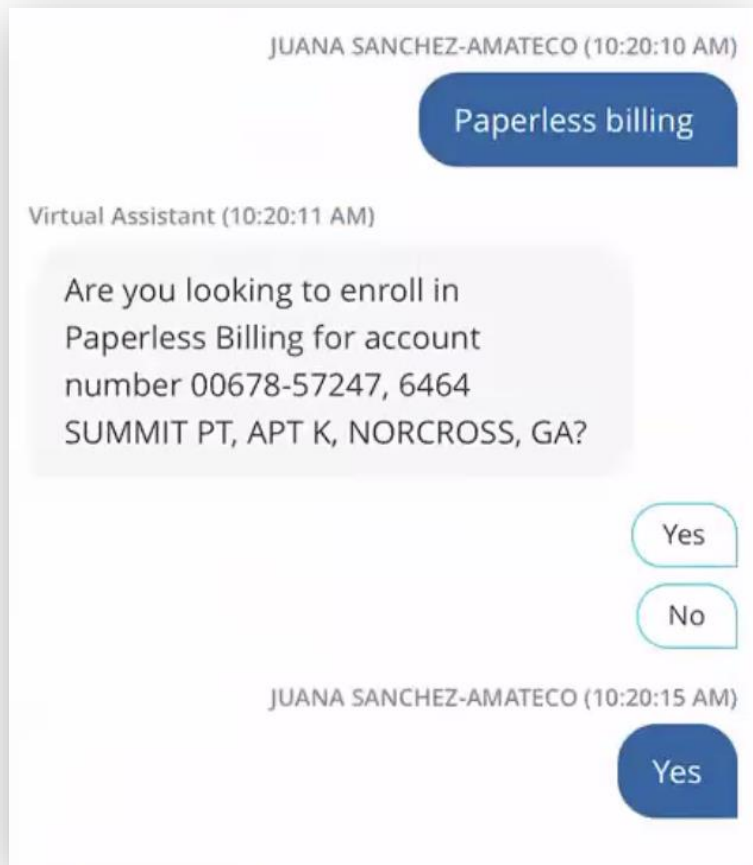 JUANA SANCHEZ-AMATECO (10:20:10 AM)
Paperless billing
Virtual Assistant (10:20:11 AM)
Are you looking to enroll in
Paperless Billing for account
number 00678-57247, 6464
SUMMIT PT, APT K, NORCROSS, GA?
Yes
No
JUANA SANCHEZ-AMATECO (10:20:15 AM)
Yes